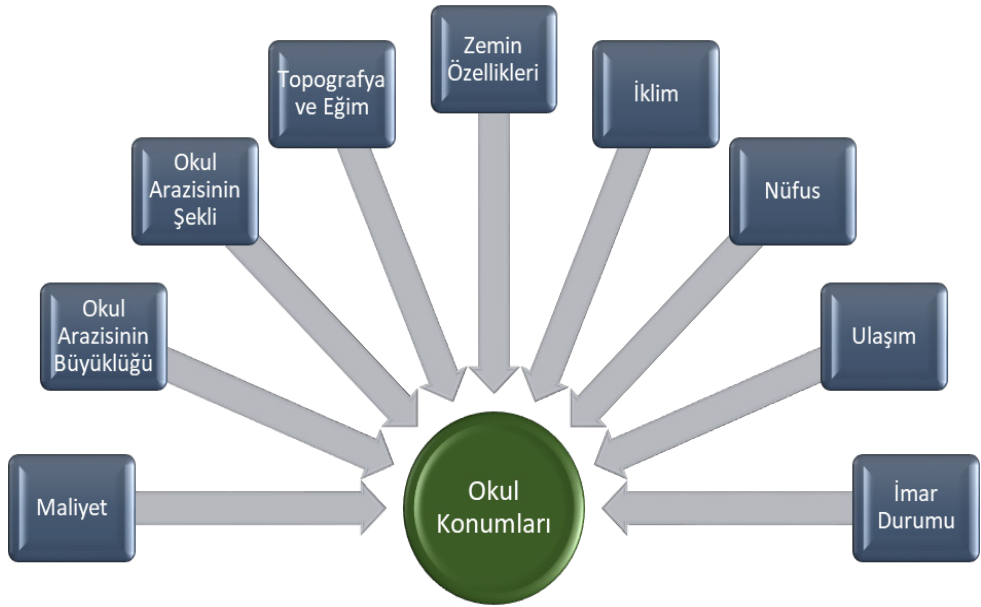 Maliyet
Okul
Arazisinin
Büyüklüğü
Okul
Arazisinin
Şekli
Topografya
ve Eğim
Zemin
Özellikleri
İklim
Nüfus
Ulaşım
İmar
Durumu
Okul
Konumları